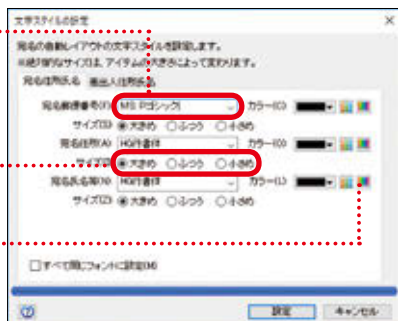 文字スタイルの設定
宛名の自動レイアウトの文字スタイルを設定します。
※絶対的なサイズは、アイテムの大きさによって変わります。
宛名住所氏名 差出人住所氏名
宛名郵便番号(F) MS Pゴシック カラー(C)
サイズ(S) 大きめ ふつう 小さめ
宛名住所(A) HG行書体 カラー(O)
サイズ 大きめ ふつう 小さめ
宛名氏名等(N) HG行書体 カラー(L)
サイズ(Z) 大きめ ふつう 小さめ
すべて同じフォントに設定(M)
設定 キャンセル